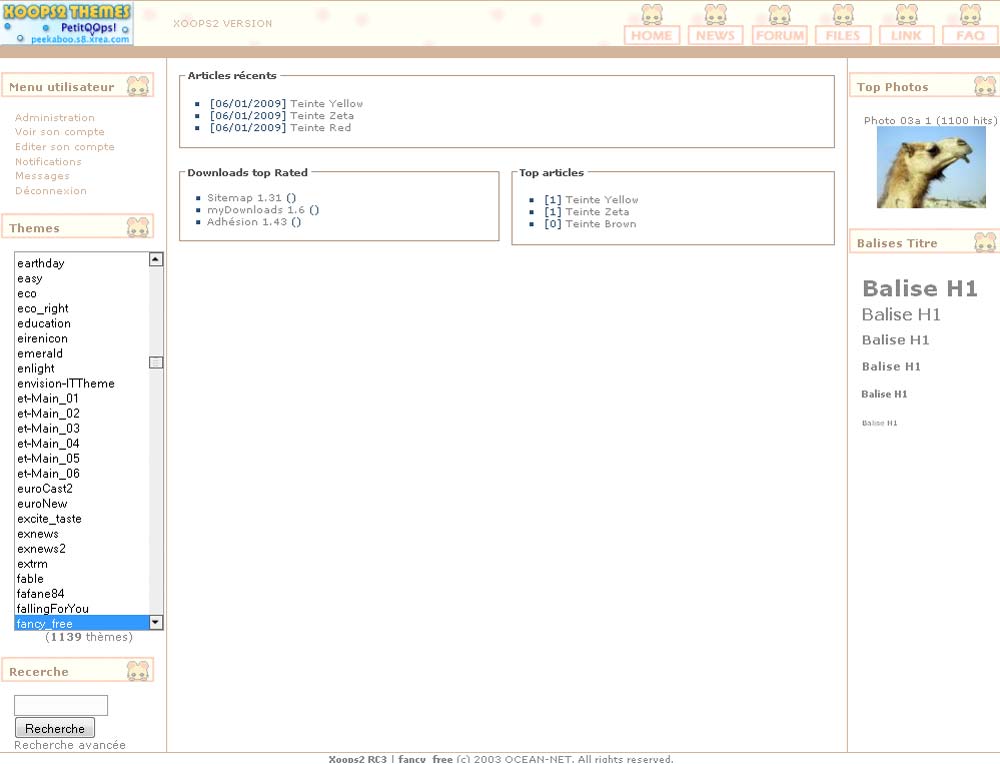 XOOPS2 THEMES
PetitOOps!
peekaboo.s8.xrea.com
XOOPS2 VERSION
HOME
NEWS
FORUM
FILES
LINK
FAQ
Menu utilisateur
Administration
Voir son compte
Editer son compte
Notifications
Messages
Déconnexion
Themes
earthday
easy
eco
eco_right
education
eirenicon
emerald
enlight
envision-ITTheme
et-Main_01
et-Main_02
et-Main_03
et-Main_04
et-Main_05
et-Main_06
euroCast2
euroNew
excite_taste
exnews
exnews2
extrm
fable
fafane84
fallingForYou
fancy_free
(1139 thèmes)
Recerche
Recherche
Recherche avancée
Articles récents
[06/01/2009] Teinte Yellow
[06/01/2009] Teinte Zeta
[06/01/2009] Teinte Red
Downloads top Rated
Sitemap 1.31 ()
myDownloads 1.6 ()
Adhésion 1.43 ()
Top articles
[1] Teinte Yellow
[1] Teinte Zeta
[0] Teinte Brown
Top Photos
Photo 03a 1 (1100 hits)
Balises Titre
Balise H1
Balise H1
Balise H1
Balise H1
Balise H1
Balise H1
Xoops2 RC3 | fancy_free (c) 2003 OCEAN-NET. All rights reserved.